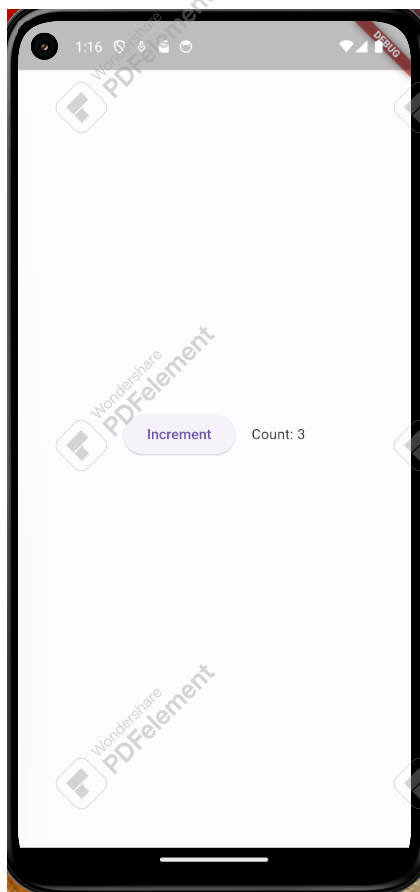 1:16
DEBUG
Wondershare
PDFelement
Increment Count: 3
Wondershare
PDFelement
Wondershare
PDFelement